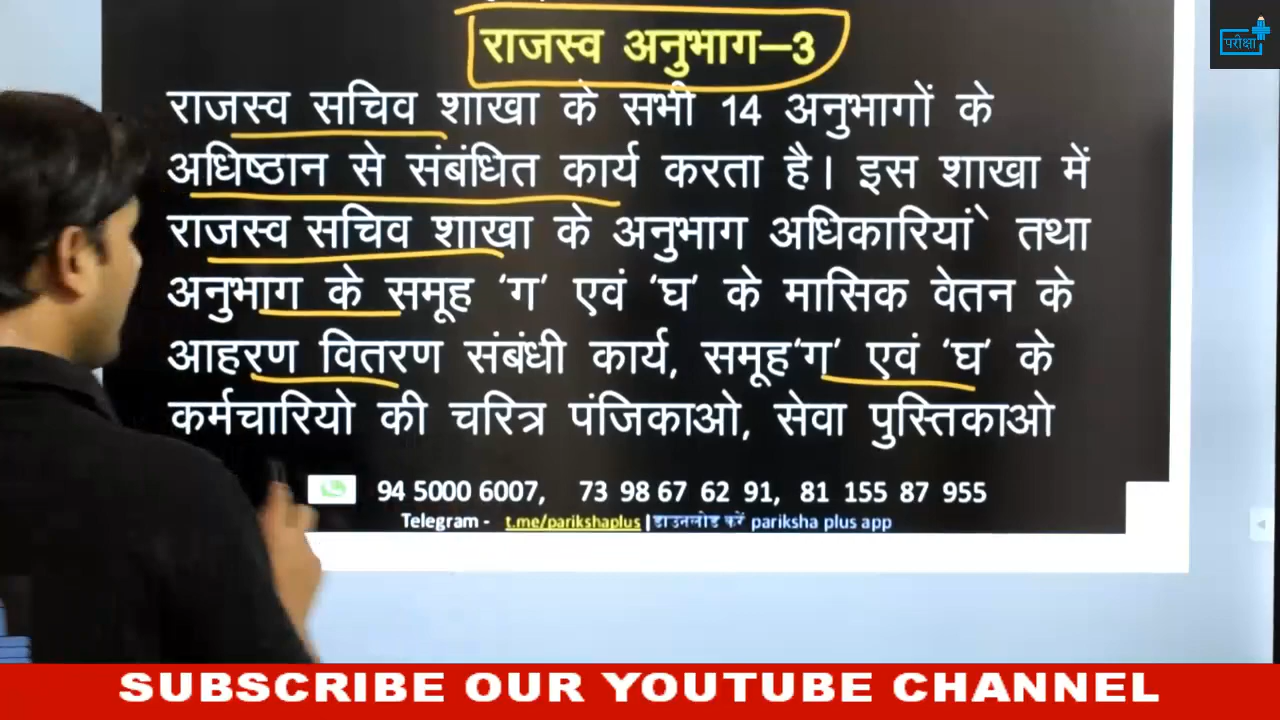 परीक्षा
राजस्व अनुभाग–3
राजस्व सचिव शाखा के सभी 14 अनुभागों के
अधिष्ठान से संबंधित कार्य करता है। इस शाखा में
राजस्व सचिव शाखा के अनुभाग अधिकारियां` तथा
अनुभाग के समूह ‘ग’ एवं ‘घ’ के मासिक वेतन के
आहरण वितरण संबंधी कार्य, समूह‘ग’ एवं ‘घ’ के
कर्मचारियो की चरित्र पंजिकाओ, सेवा पुस्तिकाओ
94 5000 6007, 73 98 67 62 91, 81 155 87 955
Telegram - t.me/parikshaplus |डाउनलोड करें pariksha plus app
SUBSCRIBE OUR YOUTUBE CHANNEL